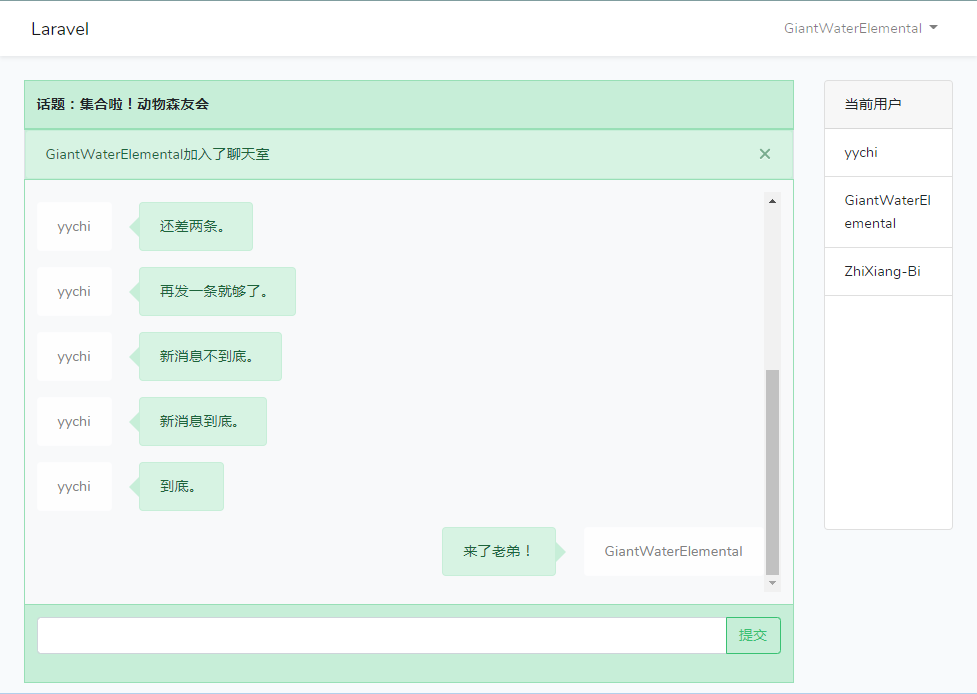 Laravel
GiantWaterElemental
话题：集合啦！动物森友会
GiantWaterElemental加入了聊天室 ×
yychi 还差两条。
yychi 再发一条就够了。
yychi 新消息不到底。
yychi 新消息到底。
yychi 到底。
来了老弟！ GiantWaterElemental
提交
当前用户
yychi
GiantWaterEl
emental
ZhiXiang-Bi